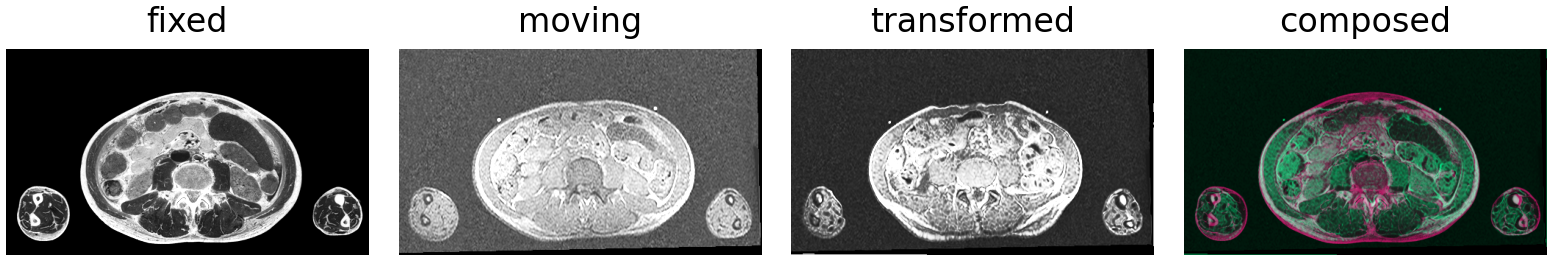 fixed
moving
transformed
composed